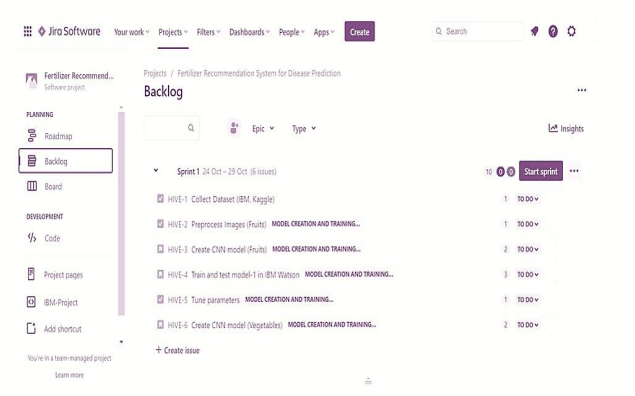 Jira Software Your work Projects Filters Dashboards People Apps Create Search
Fertilizer Recommend...
Software project
PLANNING
Roadmap
Backlog
Board
DEVELOPMENT
Code
Project pages
IBM-Project
Add shortcut
You're in a team-managed project
Learn more
Projects / Fertilizer Recommendation System for Disease Prediction
Backlog
Epic Type Insights
Sprint 1 24 Oct – 29 Oct (6 issues) 10 0 0 Start sprint
HIVE-1 Collect Dataset (IBM, Kaggle) 1 TO DO
HIVE-2 Preprocess Images (Fruits) MODEL CREATION AND TRAINING... 1 TO DO
HIVE-3 Create CNN model (Fruits) MODEL CREATION AND TRAINING... 2 TO DO
HIVE-4 Train and test model-1 in IBM Watson MODEL CREATION AND TRAINING... 3 TO DO
HIVE-5 Tune parameters MODEL CREATION AND TRAINING... 1 TO DO
HIVE-6 Create CNN model (Vegetables) MODEL CREATION AND TRAINING... 2 TO DO
+ Create issue